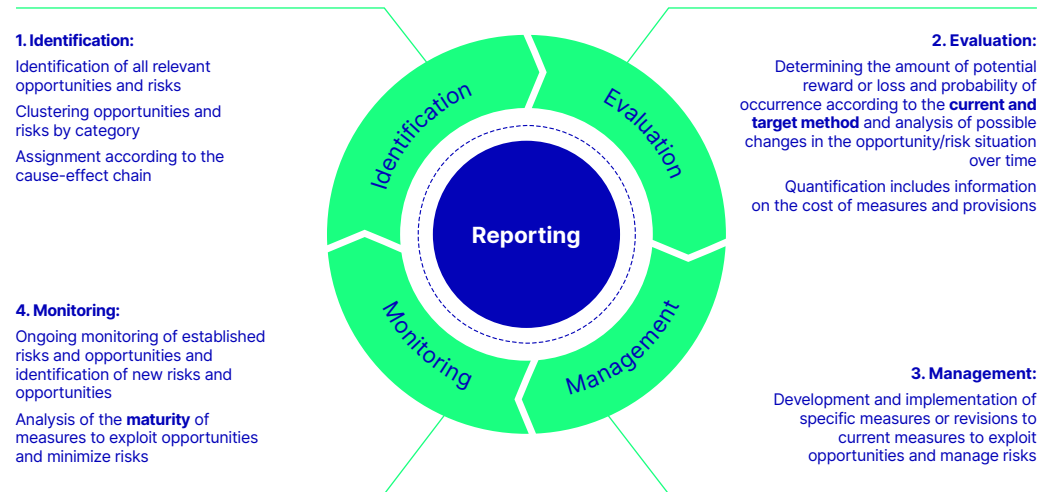 1. Identification:
Identification of all relevant
opportunities and risks
Clustering opportunities and
risks by category
Assignment according to the
cause-effect chain
2. Evaluation:
Determining the amount of potential
reward or loss and probability of
occurrence according to the current and
target method and analysis of possible
changes in the opportunity/risk situation
over time
Quantification includes information
on the cost of measures and provisions
Identification
Evaluation
Reporting
Monitoring
Management
4. Monitoring:
Ongoing monitoring of established
risks and opportunities and
identification of new risks and
opportunities
Analysis of the maturity of
measures to exploit opportunities
and minimize risks
3. Management:
Development and implementation of
specific measures or revisions to
current measures to exploit
opportunities and manage risks